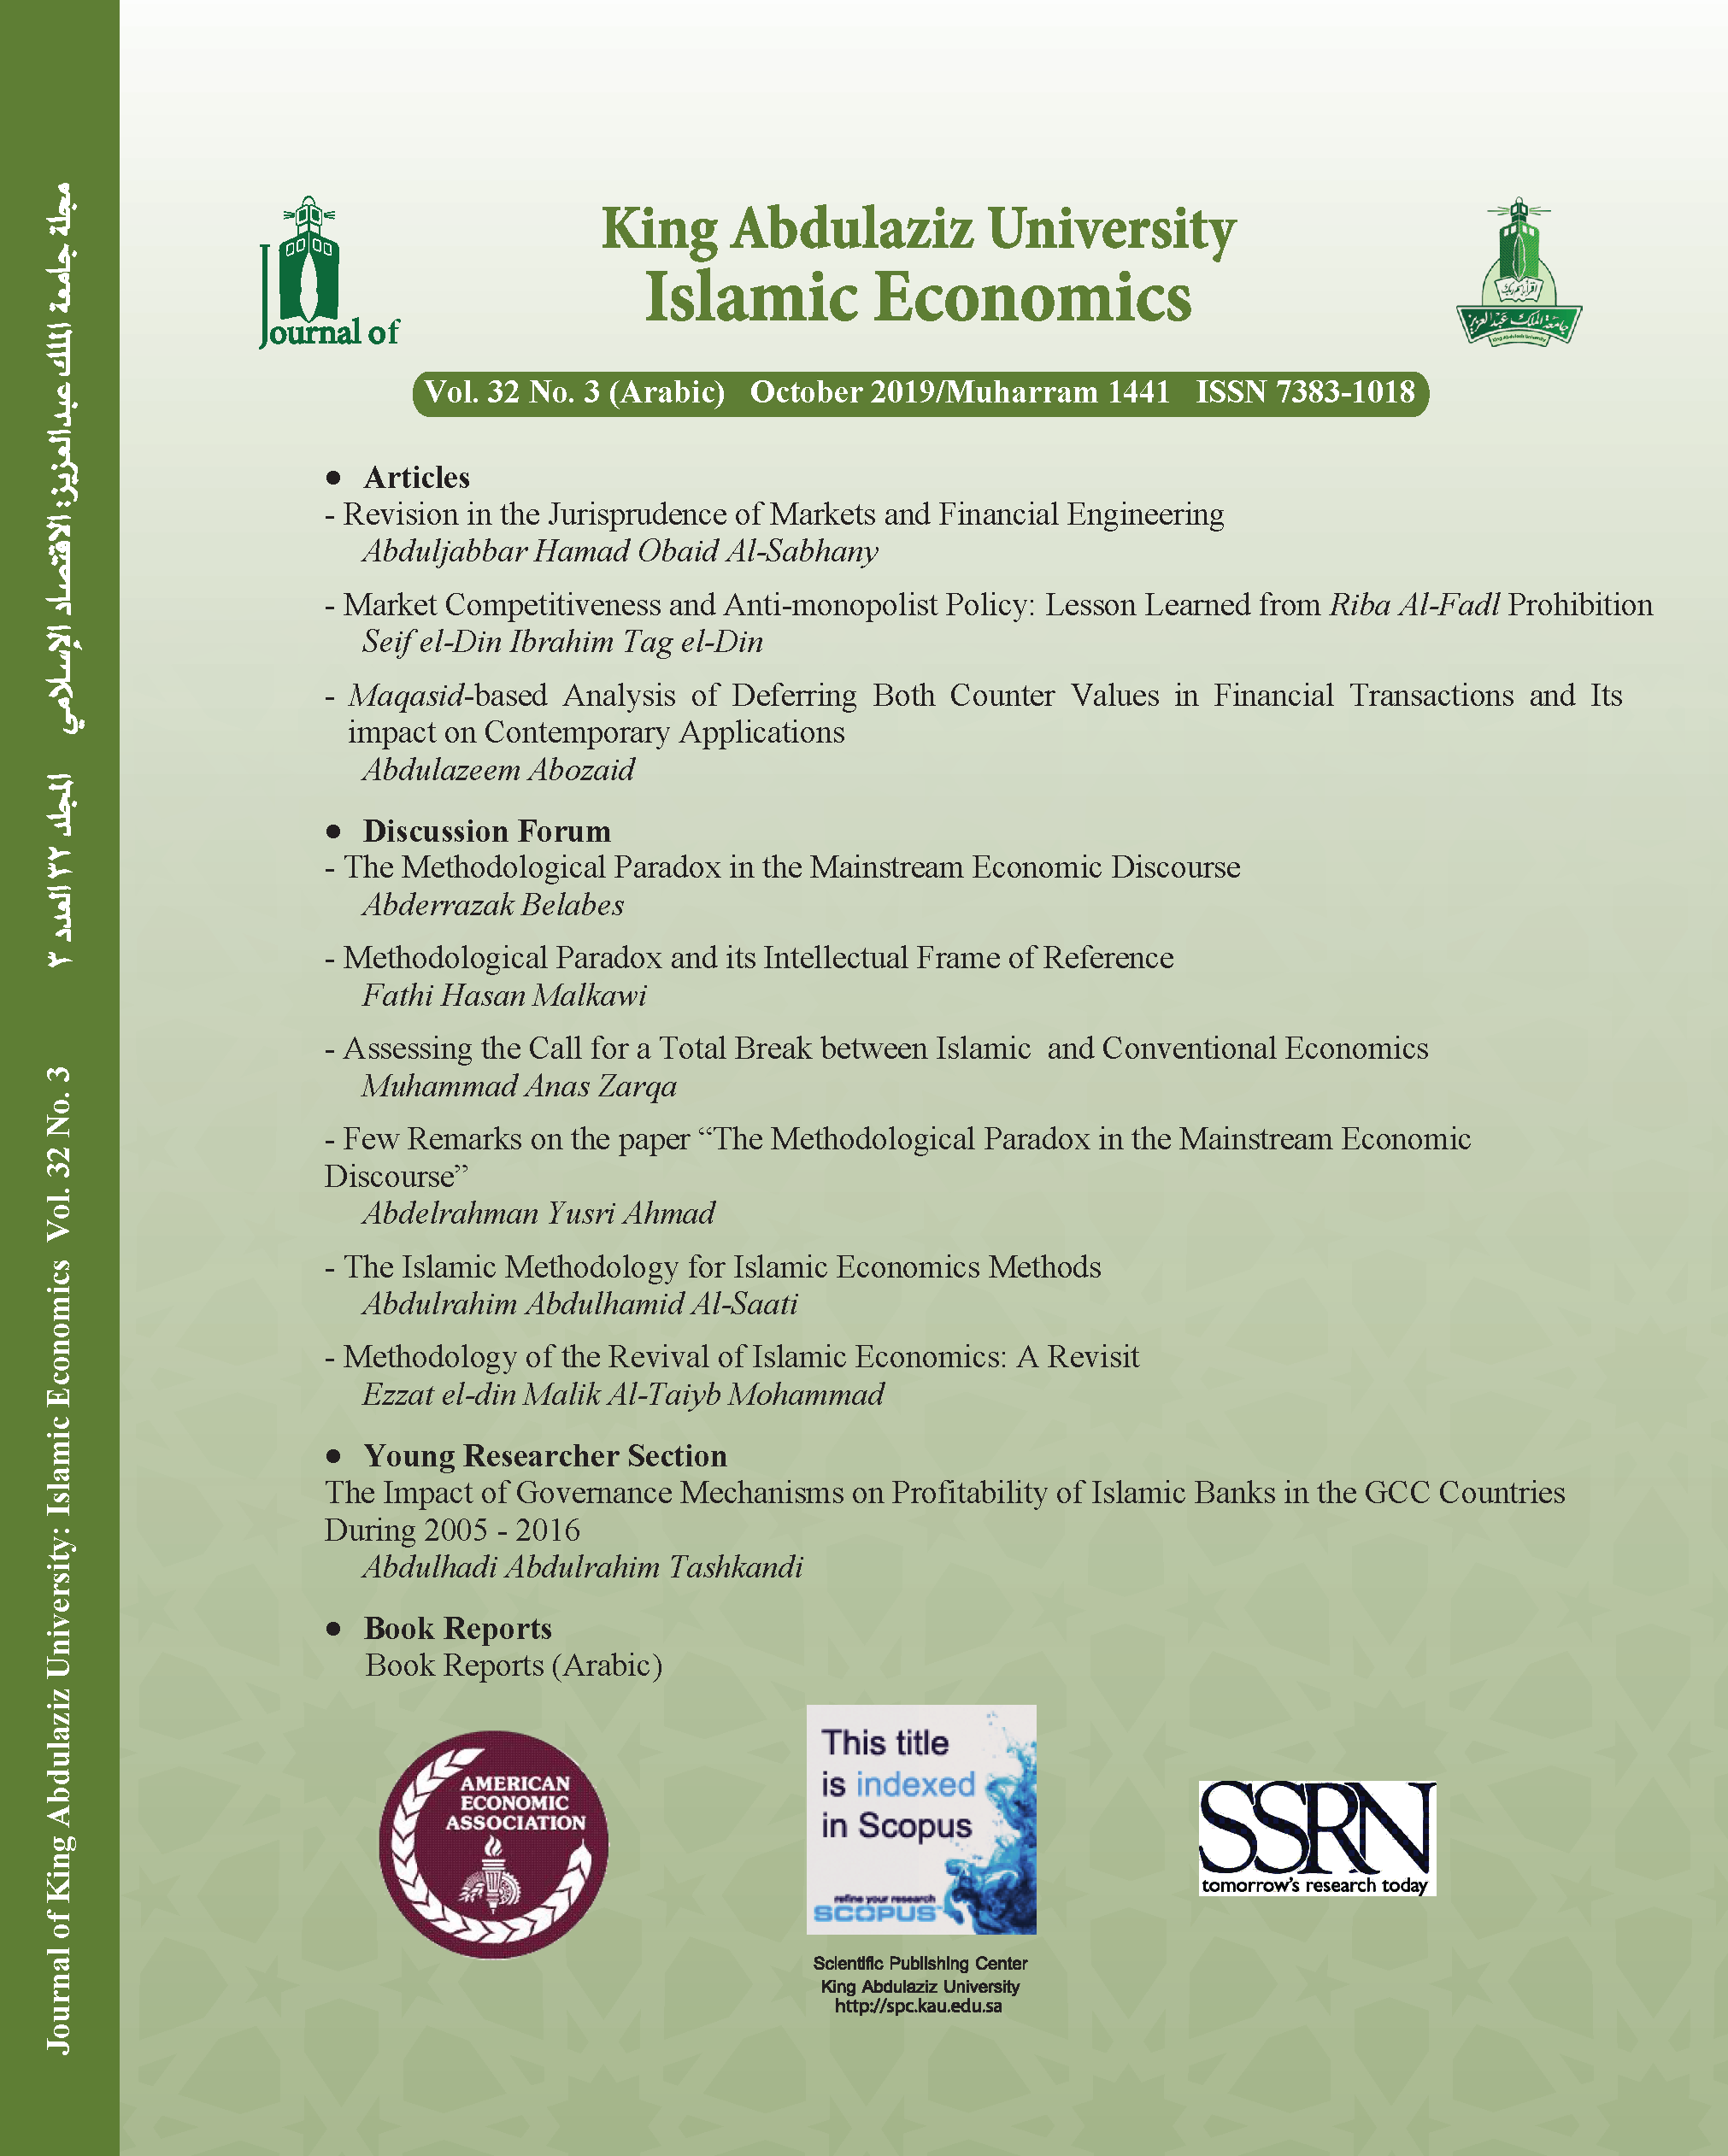 مجلة جامعة الملك عبدالعزيز: الاقتصاد الإسلامي المجلد ٣٢ العدد ٣
Journal of King Abdulaziz University: Islamic Economics Vol. 32 No. 3
Journal of
King Abdulaziz University
Islamic Economics
اقرأ باسم ربك
جامعة الملك عبد العزيز
King Abdulaziz University
Vol. 32 No. 3 (Arabic) October 2019/Muharram 1441 ISSN 7383-1018
● Articles
- Revision in the Jurisprudence of Markets and Financial Engineering
Abduljabbar Hamad Obaid Al-Sabhany
- Market Competitiveness and Anti-monopolist Policy: Lesson Learned from Riba Al-Fadl Prohibition
Seif el-Din Ibrahim Tag el-Din
- Maqasid-based Analysis of Deferring Both Counter Values in Financial Transactions and Its
impact on Contemporary Applications
Abdulazeem Abozaid
● Discussion Forum
- The Methodological Paradox in the Mainstream Economic Discourse
Abderrazak Belabes
- Methodological Paradox and its Intellectual Frame of Reference
Fathi Hasan Malkawi
- Assessing the Call for a Total Break between Islamic and Conventional Economics
Muhammad Anas Zarqa
- Few Remarks on the paper “The Methodological Paradox in the Mainstream Economic
Discourse”
Abdelrahman Yusri Ahmad
- The Islamic Methodology for Islamic Economics Methods
Abdulrahim Abdulhamid Al-Saati
- Methodology of the Revival of Islamic Economics: A Revisit
Ezzat el-din Malik Al-Taiyb Mohammad
● Young Researcher Section
The Impact of Governance Mechanisms on Profitability of Islamic Banks in the GCC Countries
During 2005 - 2016
Abdulhadi Abdulrahim Tashkandi
● Book Reports
Book Reports (Arabic)
AMERICAN
ECONOMIC
ASSOCIATION
This title
is indexed
in Scopus
refine your research
SCOPUS
SSRN
tomorrow's research today
Scientific Publishing Center
King Abdulaziz University
http://spc.kau.edu.sa